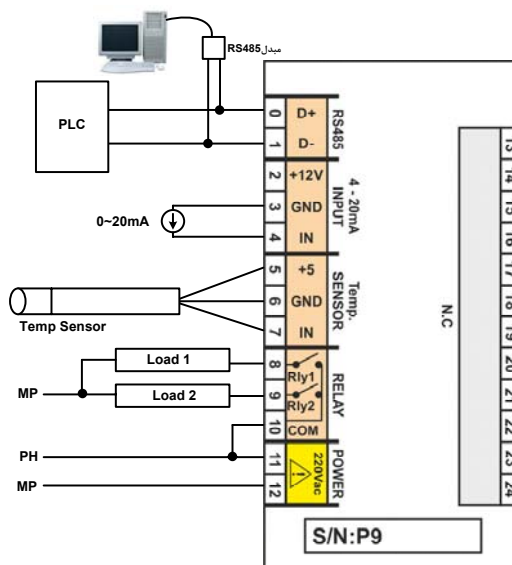 مبدلRS485
PLC
0 D+
1 D-
RS485
2 +12V
3 GND
4 IN
4 - 20mA
INPUT
0~20mA
5 +5
6 GND
7 IN
Temp.
SENSOR
Temp Sensor
Load 1
8 Rly1
MP
Load 2
9 Rly2
10 COM
RELAY
PH
11
220Vac
MP
12
POWER
N.C
13
14
15
16
17
18
19
20
21
22
23
24
S/N:P9